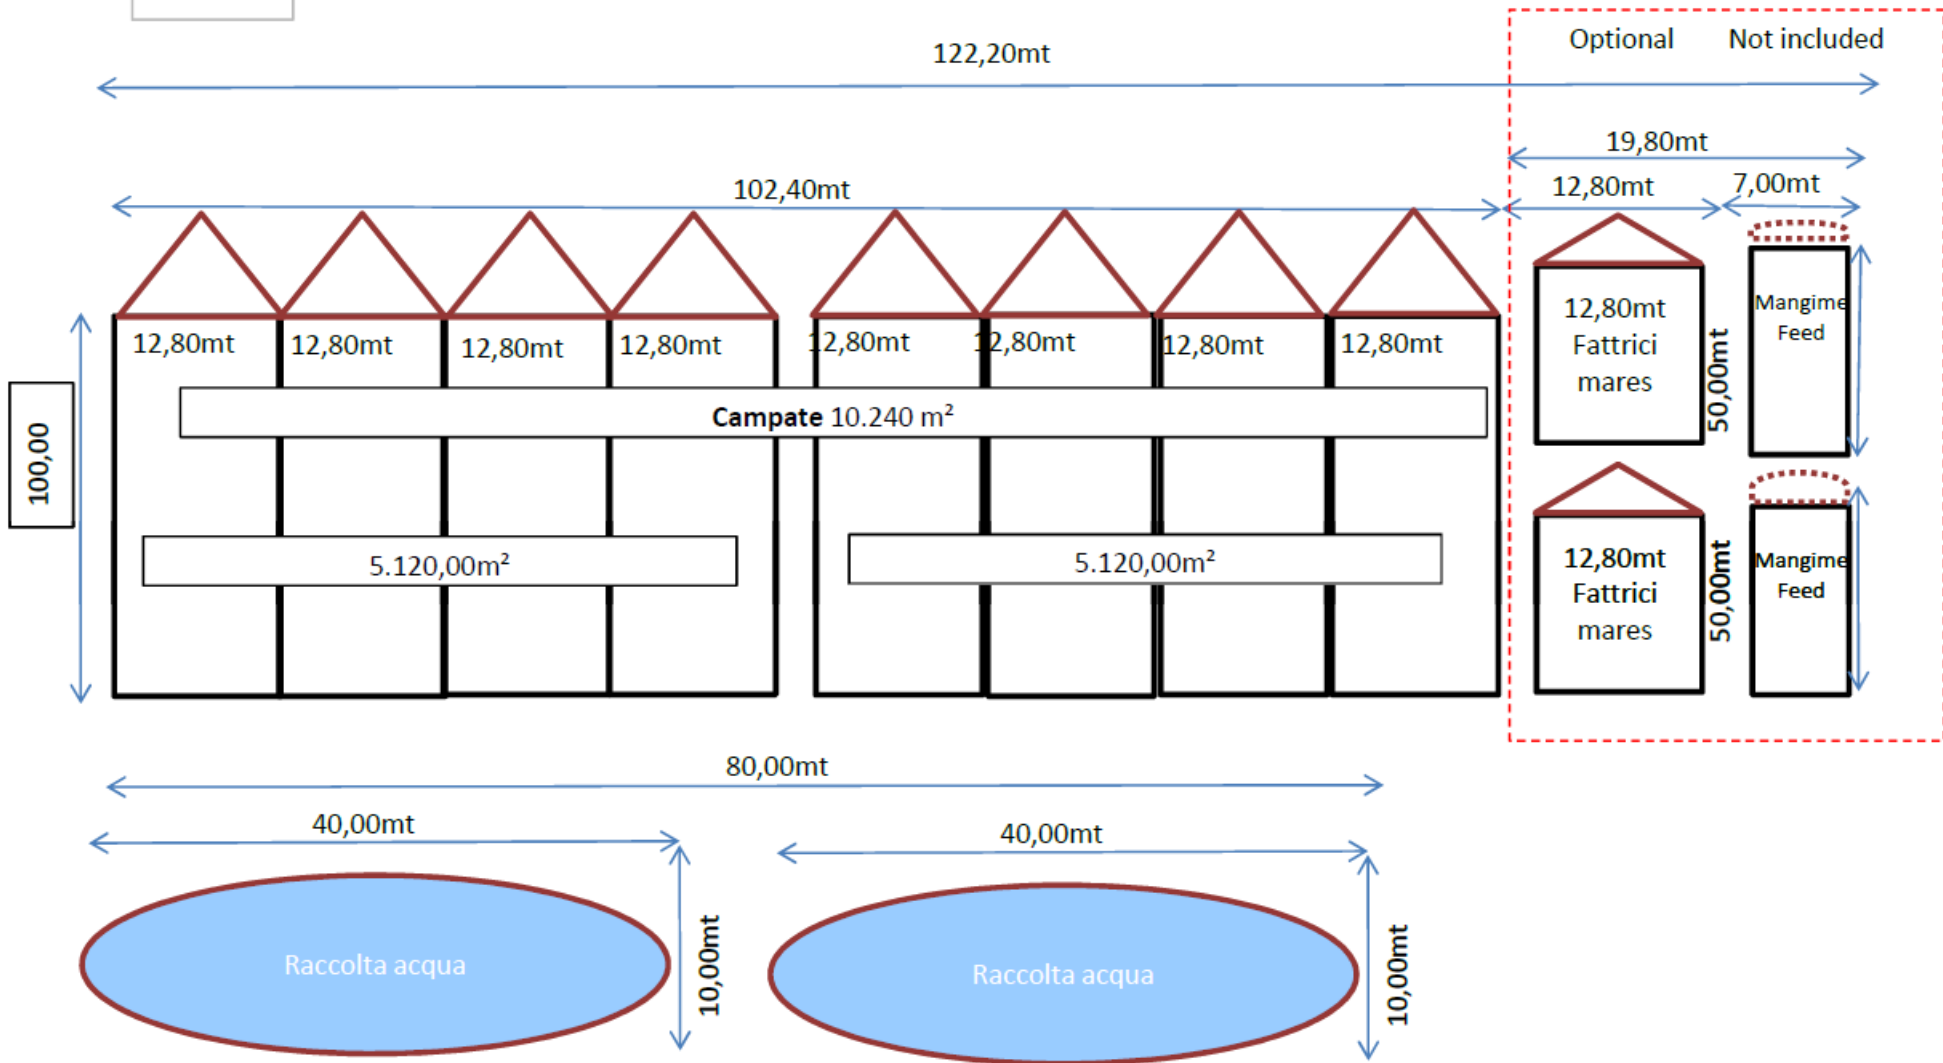 Optional Not included
122,20mt
19,80mt
102,40mt 12,80mt 7,00mt
12,80mt 12,80mt 12,80mt 12,80mt 12,80mt 12,80mt 12,80mt 12,80mt
12,80mt
Fattrici
mares
50,00mt
Mangime
Feed
Campate 10.240 m²
100,00
5.120,00m² 5.120,00m²
12,80mt
Fattrici
mares
50,00mt
Mangime
Feed
80,00mt
40,00mt 40,00mt
Raccolta acqua
10,00mt
Raccolta acqua
10,00mt